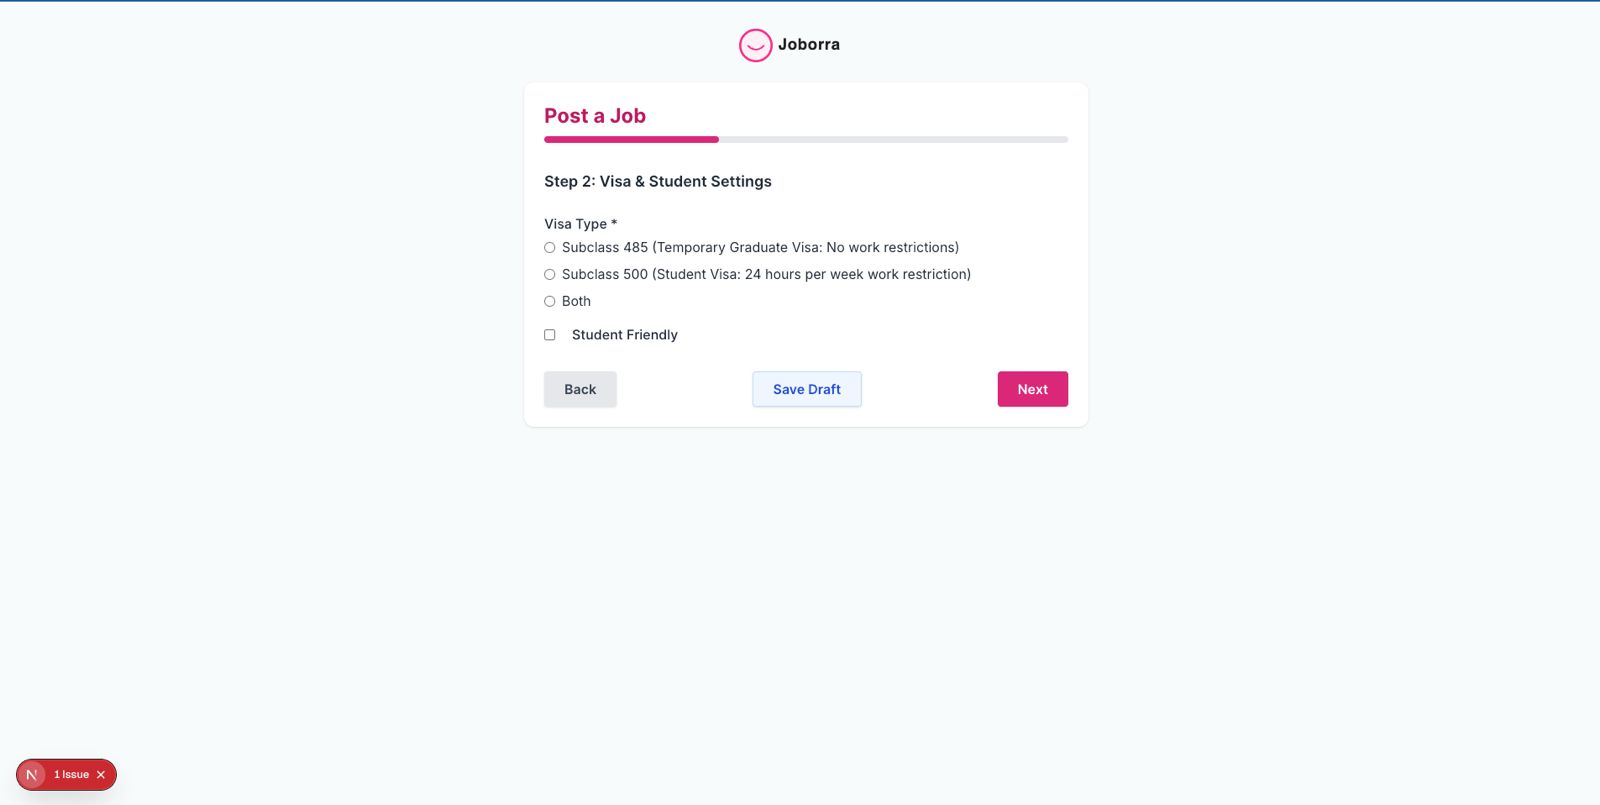 Joborra
Post a Job
Step 2: Visa & Student Settings
Visa Type *
Subclass 485 (Temporary Graduate Visa: No work restrictions)
Subclass 500 (Student Visa: 24 hours per week work restriction)
Both
Student Friendly
Back Save Draft Next
N 1 Issue